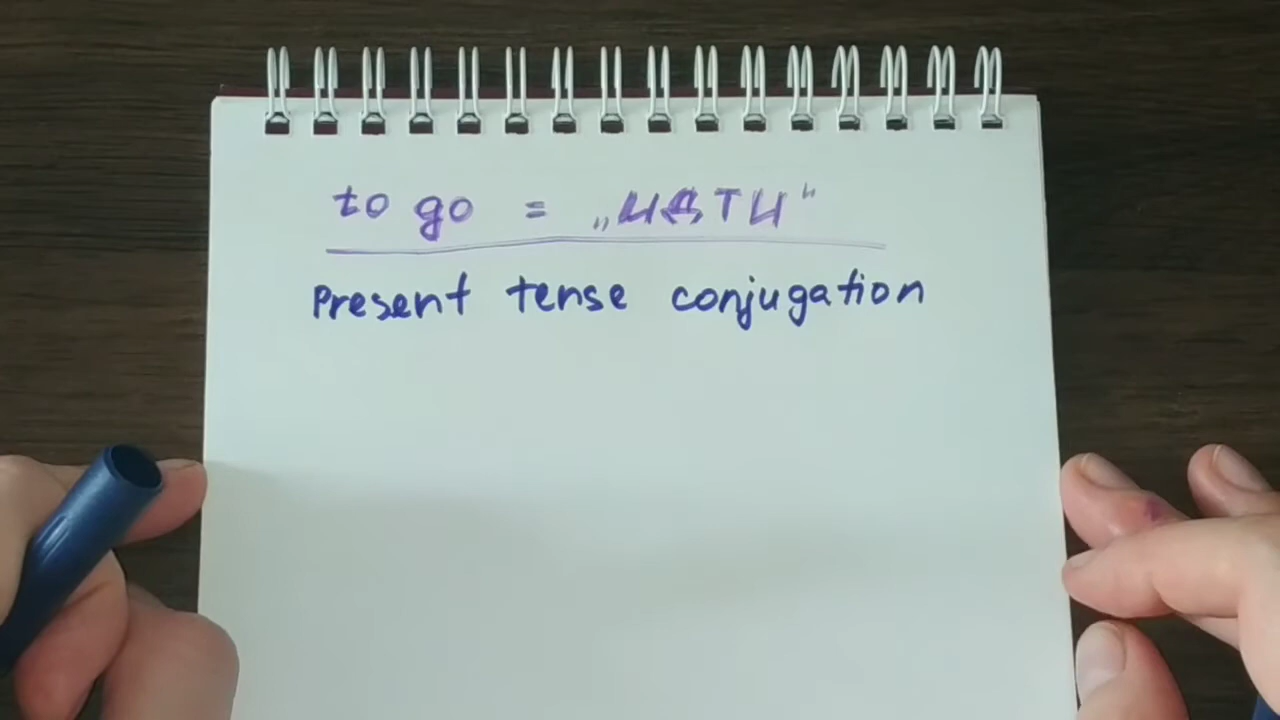 to go = „ИДТИ"
Present tense conjugation